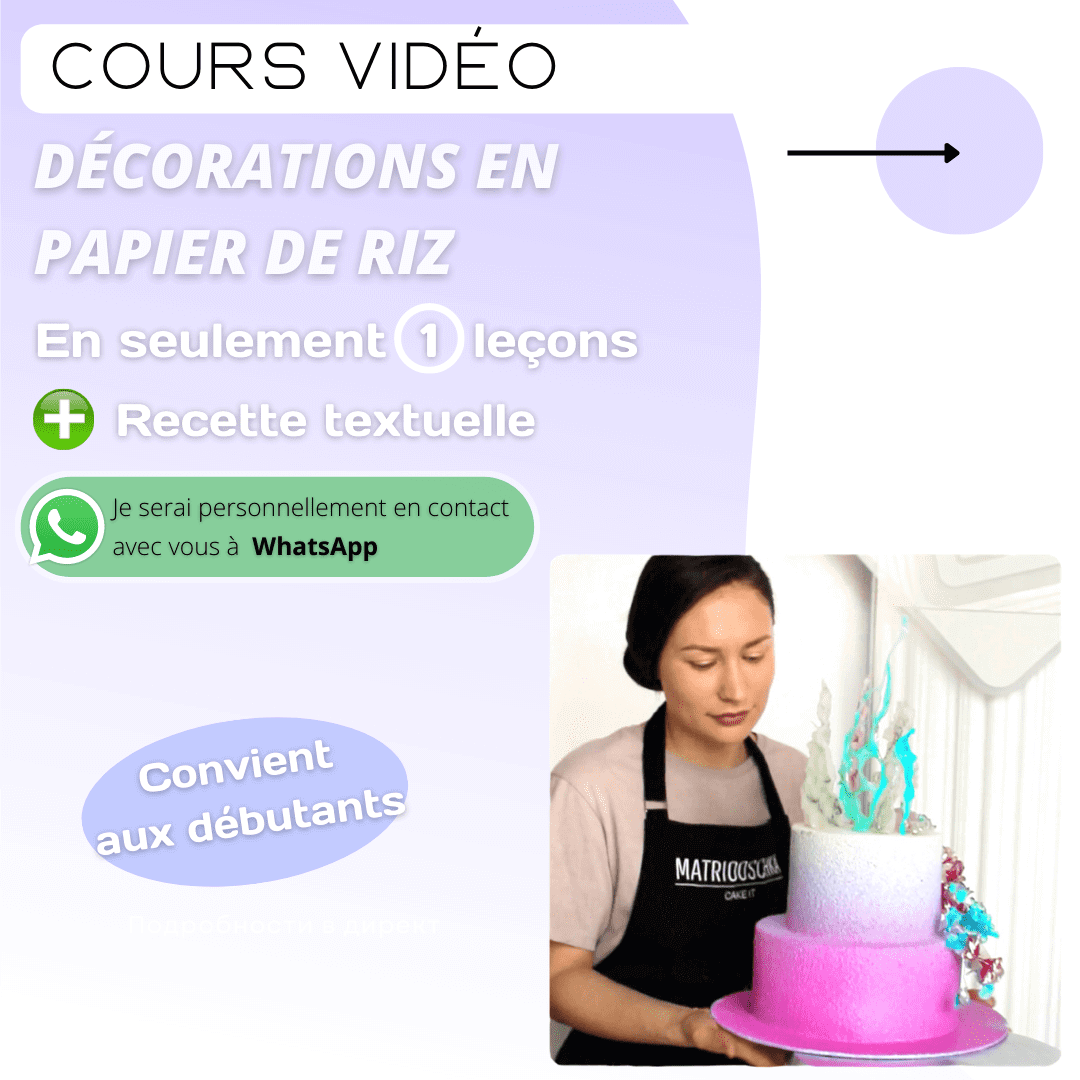 COURS VIDÉO
DÉCORATIONS EN
PAPIER DE RIZ
En seulement 1 leçons
Recette textuelle
Je serai personnellement en contact
avec vous à WhatsApp
Convient
aux débutants
Подробности в директ
MATRIOOSCHKA
CAKE IT